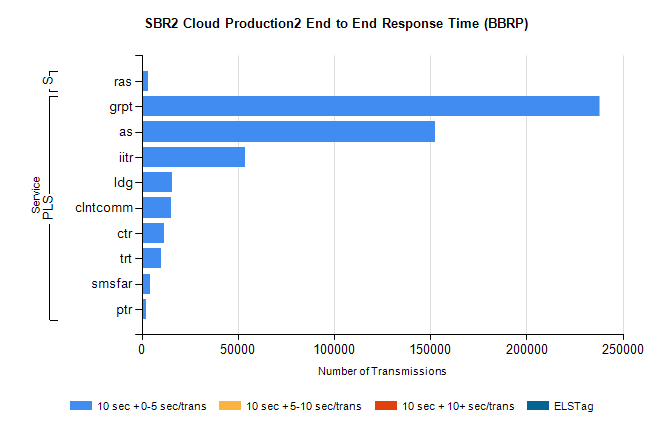 SBR2 Cloud Production2 End to End Response Time (BBRP)
ras
grpt
as
iitr
ldg
clntcomm
ctr
trt
smsfar
ptr
Service
PLS
0 50000 100000 150000 200000 250000
Number of Transmissions
10 sec +0-5 sec/trans 10 sec +5-10 sec/trans 10 sec + 10+ sec/trans ELSTag